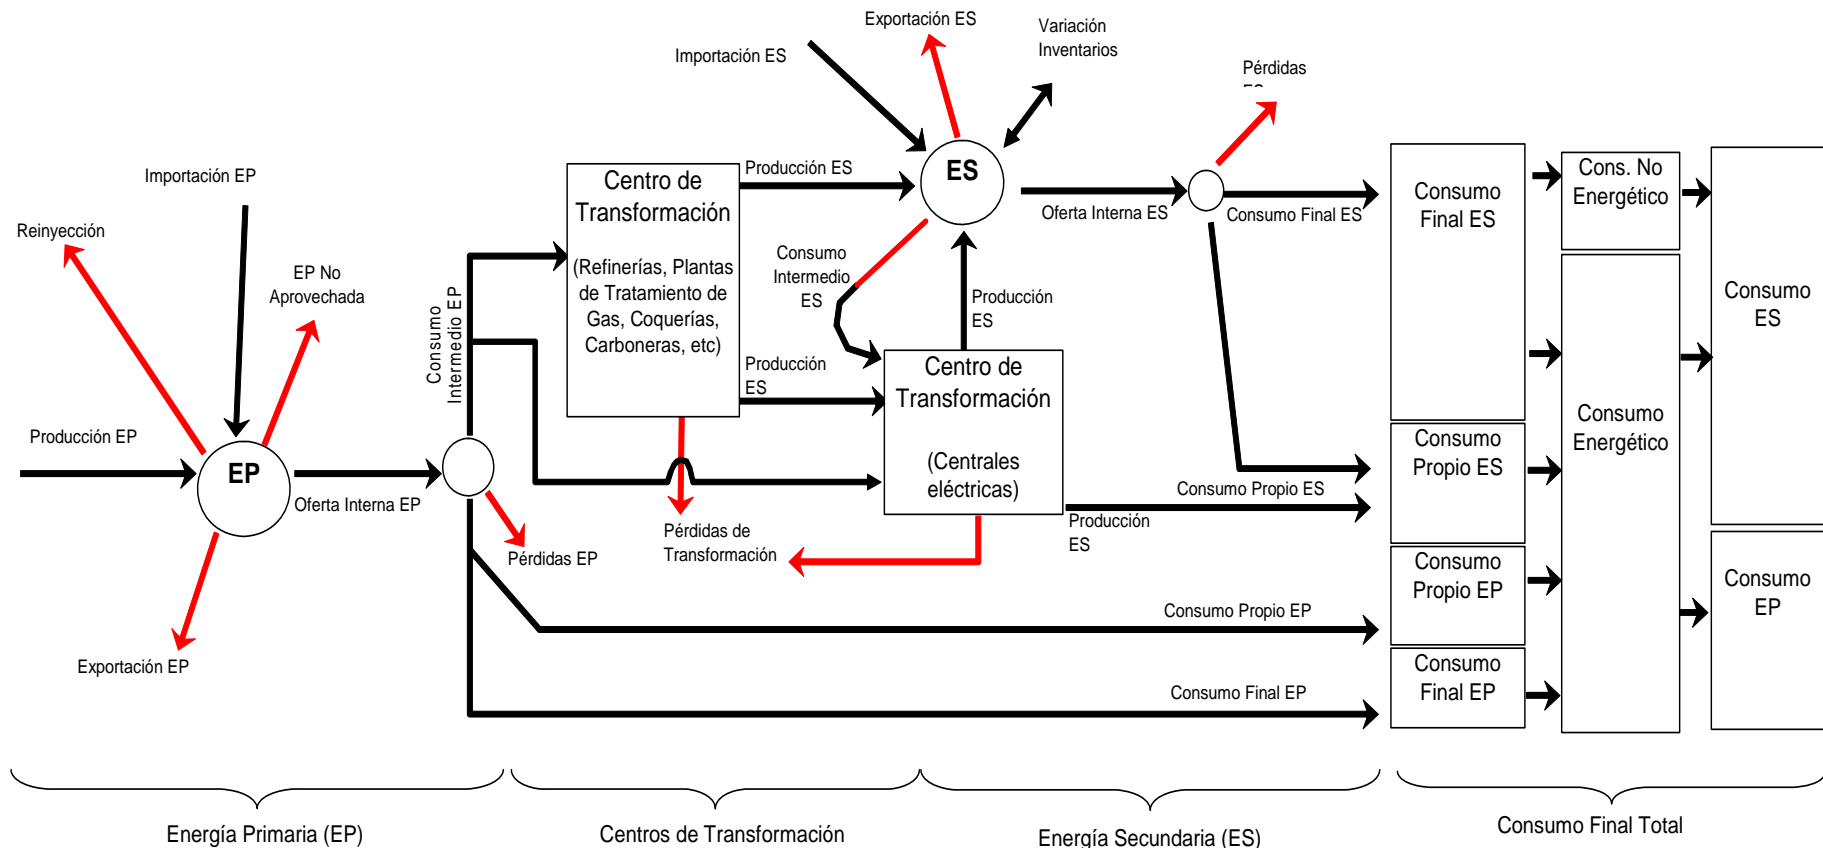 Exportación ES
Variación
Inventarios
Importación ES
Pérdidas
Importación EP
Reinyección
EP No
Aprovechada
Producción EP
EP
Oferta Interna EP
Exportación EP
Consumo
Intermedio EP
Pérdidas EP
Centro de
Transformación
(Refinerías, Plantas
de Tratamiento de
Gas, Coquerías,
Carboneras, etc)
Producción ES
ES
Consumo
Intermedio
ES
Producción
ES
Producción
ES
Centro de
Transformación
(Centrales
eléctricas)
Pérdidas de
Transformación
Oferta Interna ES
Consumo Final ES
Consumo Propio ES
Producción
ES
Consumo Propio EP
Consumo Final EP
Consumo
Final ES
Consumo
Propio ES
Consumo
Propio EP
Consumo
Final EP
Cons. No
Energético
Consumo
Energético
Consumo
ES
Consumo
EP
Energía Primaria (EP)
Centros de Transformación
Energía Secundaria (ES)
Consumo Final Total